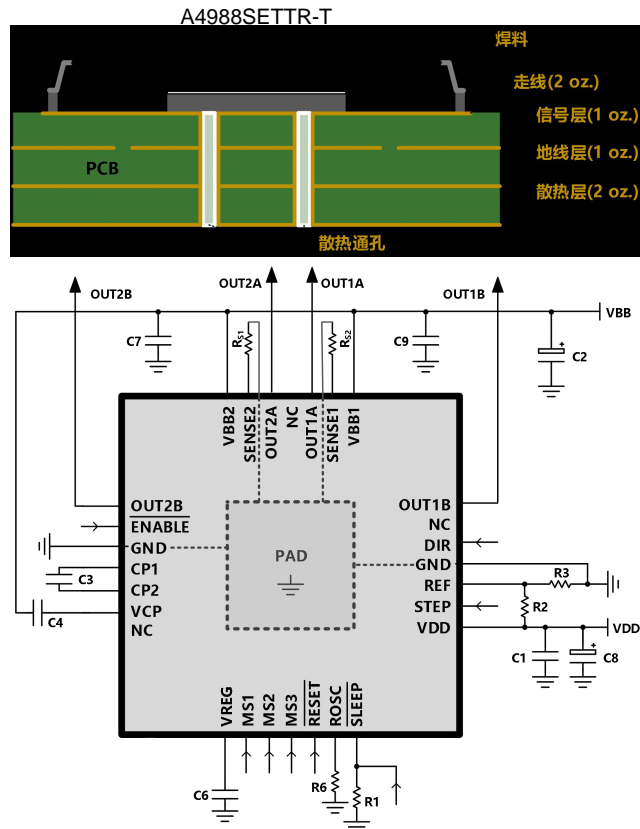 A4988SETTR-T
焊料
走线(2 oz.)
信号层(1 oz.)
地线层(1 oz.)
PCB
散热层(2 oz.)
散热通孔
OUT2B
OUT2A
OUT1A
OUT1B
VBB
C7
RS1
RS2
C9
C2
VBB2
SENSE2
OUT2A
NC
OUT1A
SENSE1
VBB1
OUT2B
ENABLE
GND
CP1
CP2
VCP
NC
C3
C4
PAD
OUT1B
NC
DIR
GND
REF
STEP
VDD
R3
R2
VDD
C1
C8
VREG
MS1
MS2
MS3
RESET
ROSC
SLEEP
C6
R6
R1